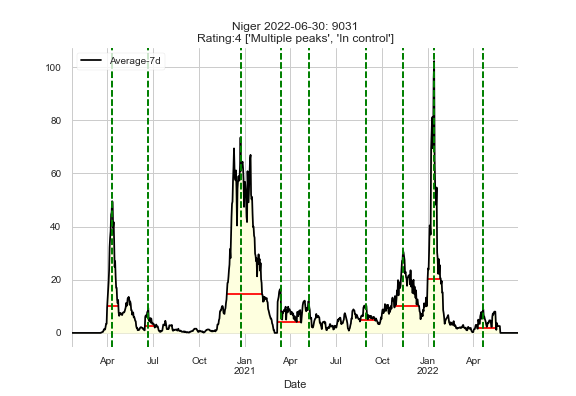 Niger 2022-06-30: 9031
Rating:4 ['Multiple peaks', 'In control']
Average-7d
100
80
60
40
20
0
Apr Jul Oct Jan Apr Jul Oct Jan Apr
2021 2022
Date